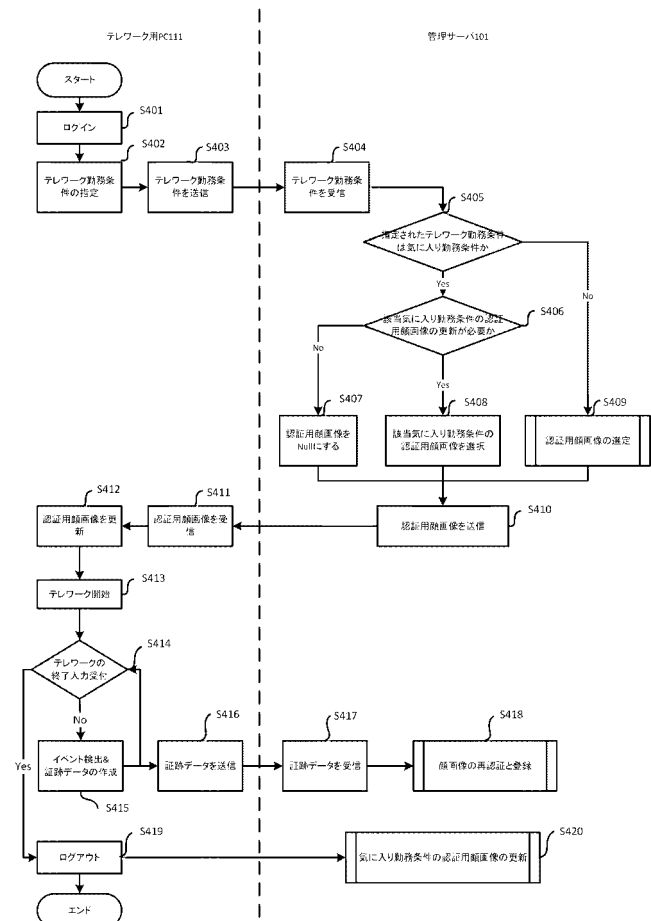 テレワーク用PC111
管理サーバ101
スタート
S401
ログイン
S402
テレワーク勤務条
件の指定
S403
テレワーク勤務条
件を送信
S404
テレワーク勤務条
件を受信
S405
指定されたテレワーク勤務条件
は気に入り勤務条件か
Yes
No
S406
該当気に入り勤務条件の認証
用顔画像の更新が必要か
No
Yes
S407
認証用顔画像を
Nullにする
S408
該当気に入り勤務条件の
認証用顔画像を選択
S409
認証用顔画像の選定
S412
認証用顔画像を更
新
S411
認証用顔画像を受
信
S410
認証用顔画像を送信
S413
テレワーク開始
S414
テレワークの
終了入力受付
No
Yes
イベント検出&
証跡データの作成
S415
S416
証跡データを送信
S417
証跡データを受信
S418
顔画像の再認証と登録
S419
ログアウト
S420
気に入り勤務条件の認証用顔画像の更新
エンド